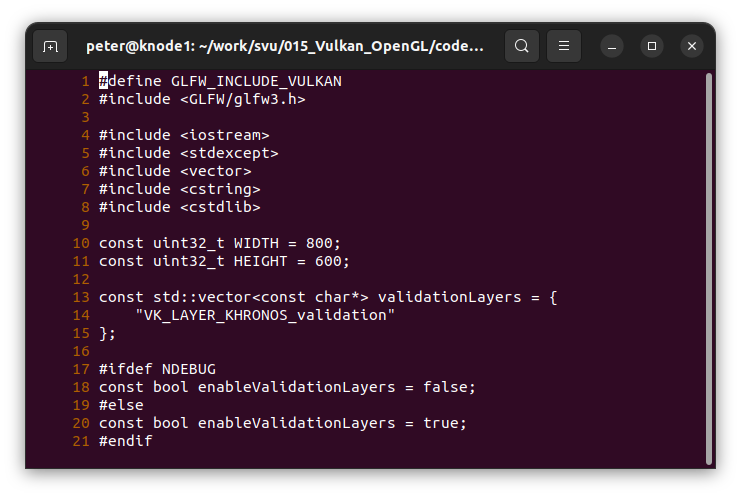 peter@knode1: ~/work/svu/015_Vulkan_OpenGL/code...
1 #define GLFW_INCLUDE_VULKAN
2 #include <GLFW/glfw3.h>
3
4 #include <iostream>
5 #include <stdexcept>
6 #include <vector>
7 #include <cstring>
8 #include <cstdlib>
9
10 const uint32_t WIDTH = 800;
11 const uint32_t HEIGHT = 600;
12
13 const std::vector<const char*> validationLayers = {
14     "VK_LAYER_KHRONOS_validation"
15 };
16
17 #ifdef NDEBUG
18 const bool enableValidationLayers = false;
19 #else
20 const bool enableValidationLayers = true;
21 #endif